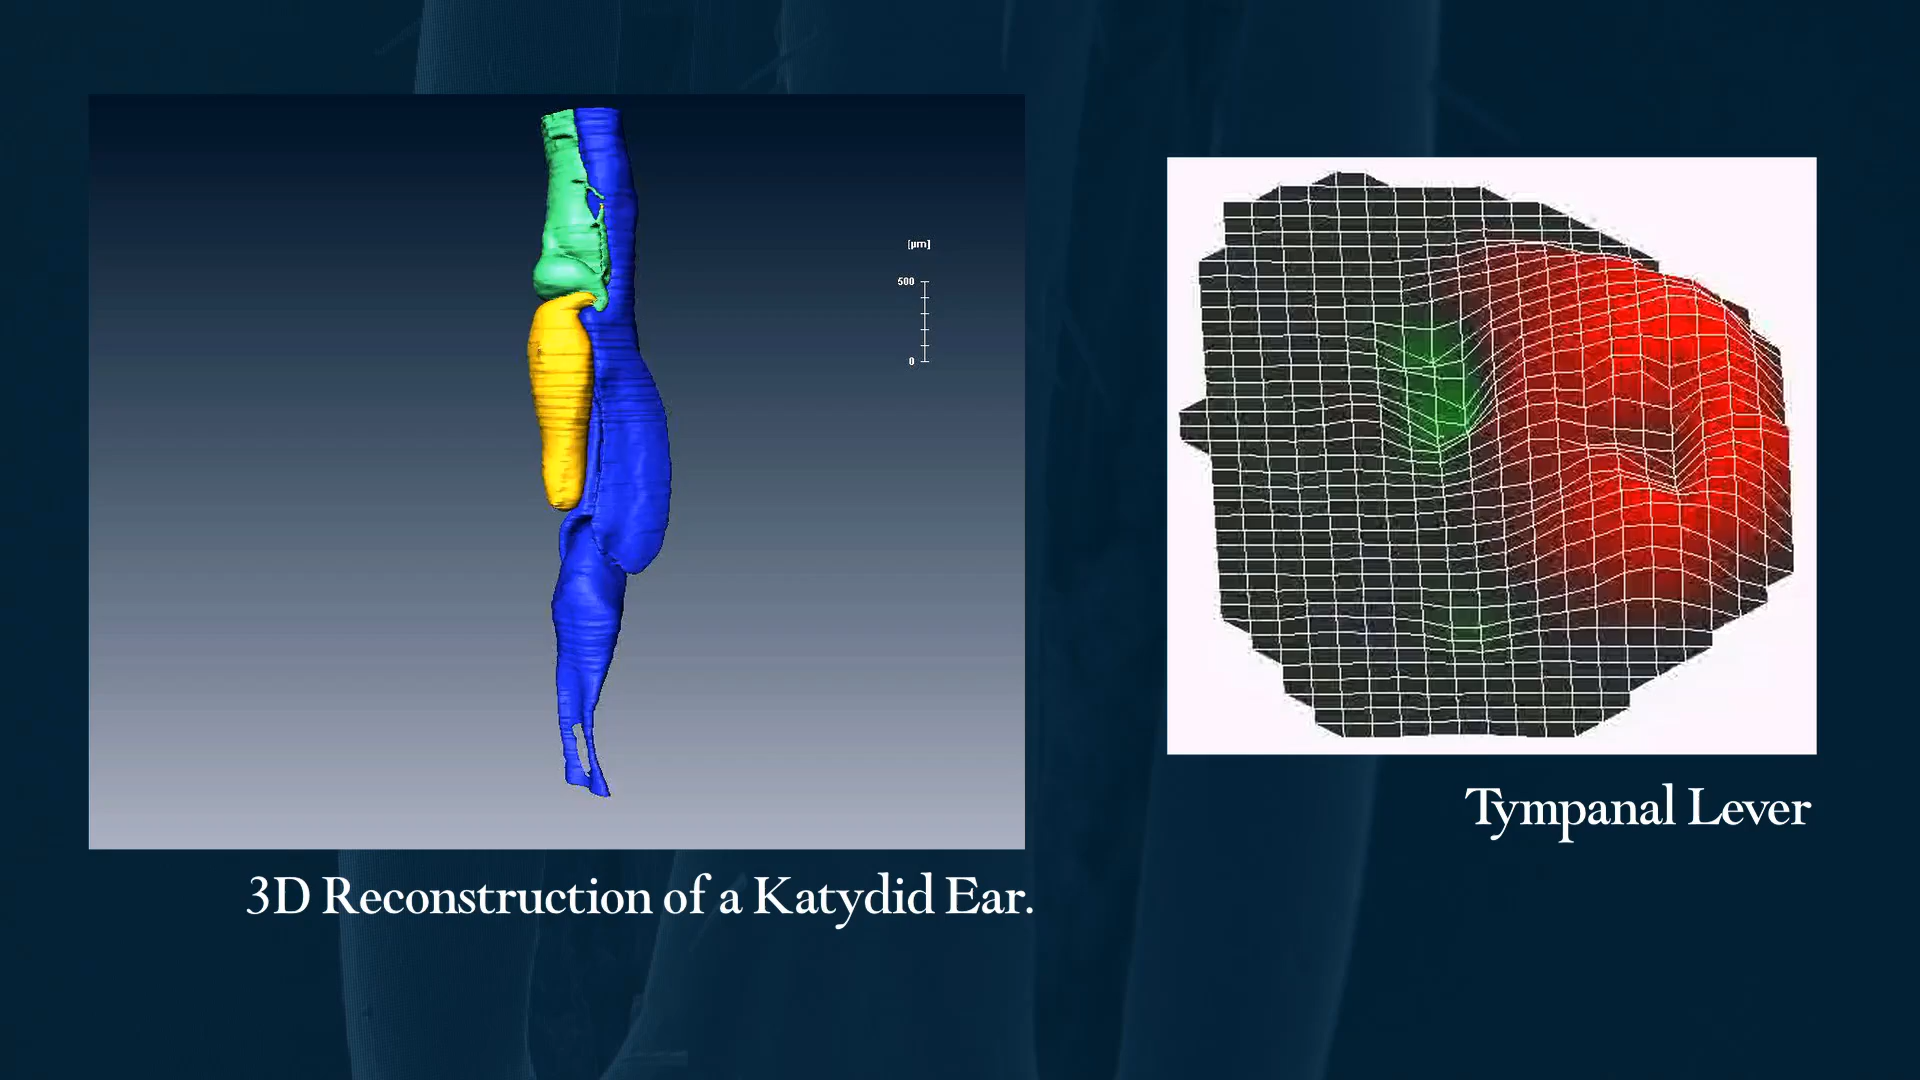 [µm]
500
0
Tympanal Lever
3D Reconstruction of a Katydid Ear.